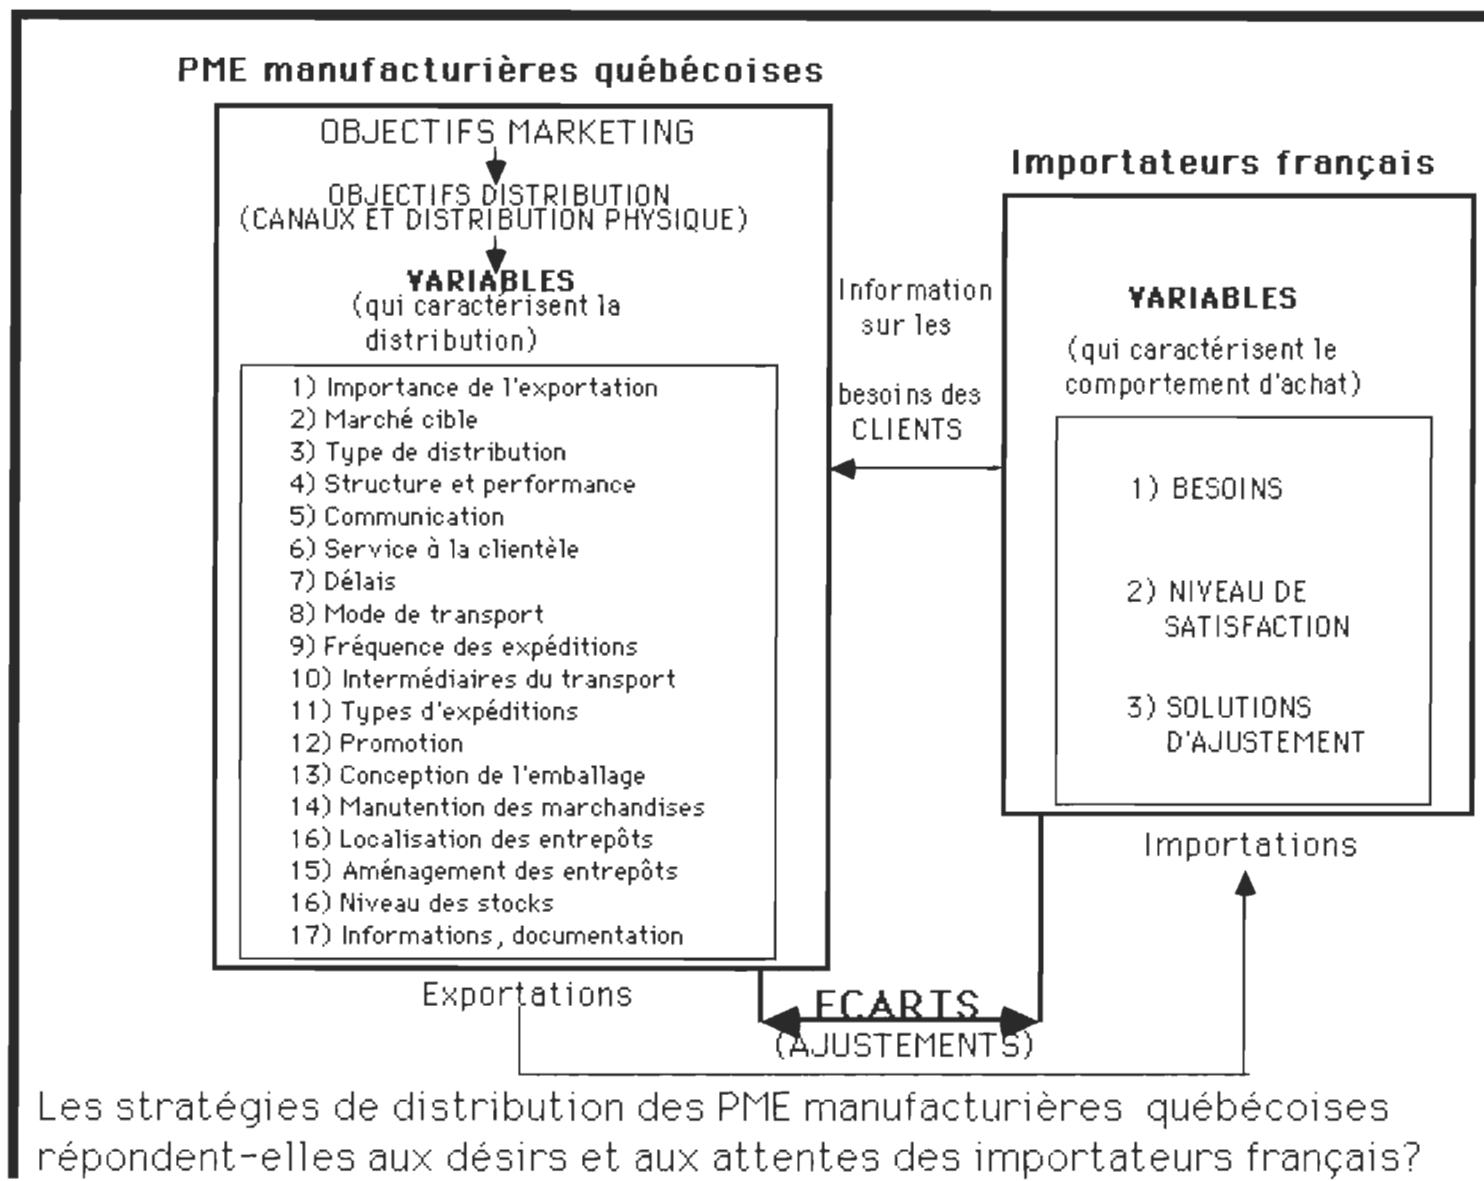 PME manufacturières québécoises
OBJECTIFS MARKETING
OBJECTIFS DISTRIBUTION
(CANAUX ET DISTRIBUTION PHYSIQUE)
VARIABLES
(qui caractérisent la
distribution)
1) Importance de l'exportation
2) Marché cible
3) Type de distribution
4) Structure et performance
5) Communication
6) Service à la clientèle
7) Délais
8) Mode de transport
9) Fréquence des expéditions
10) Intermédiaires du transport
11) Types d'expéditions
12) Promotion
13) Conception de l'emballage
14) Manutention des marchandises
16) Localisation des entrepôts
15) Aménagement des entrepôts
16) Niveau des stocks
17) Informations, documentation
Exportations
Information
sur les
besoins des
CLIENTS
Importateurs français
VARIABLES
(qui caractérisent le
comportement d'achat)
1) BESOINS
2) NIVEAU DE
SATISFACTION
3) SOLUTIONS
D'AJUSTEMENT
Importations
ECARTS
(AJUSTEMENTS)
Les stratégies de distribution des PME manufacturières québécoises
répondent-elles aux désirs et aux attentes des importateurs français?